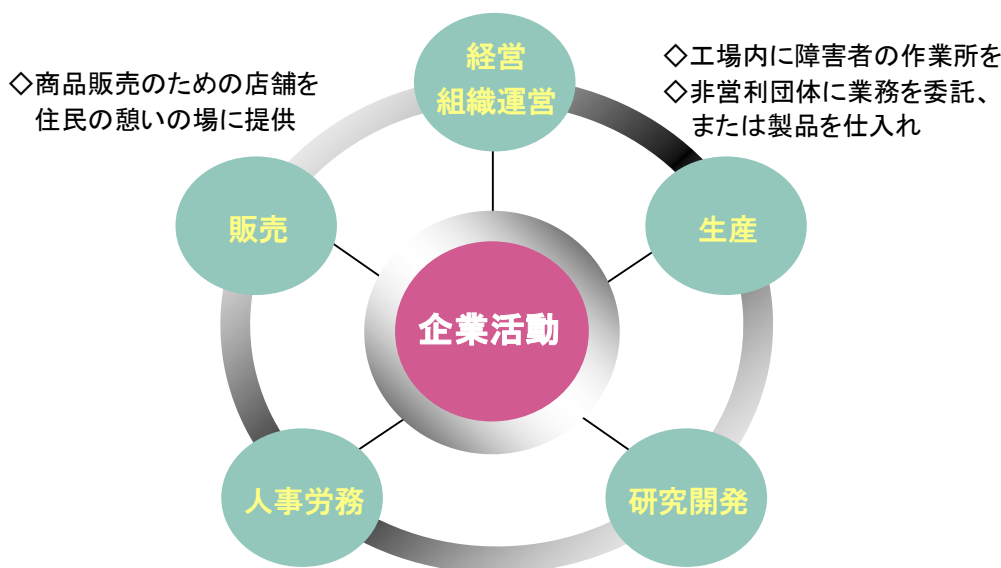 経営
組織運営
◇商品販売のための店舗を
住民の憩いの場に提供
◇工場内に障害者の作業所を
◇非営利団体に業務を委託、
または製品を仕入れ
販売
生産
企業活動
人事労務
研究開発